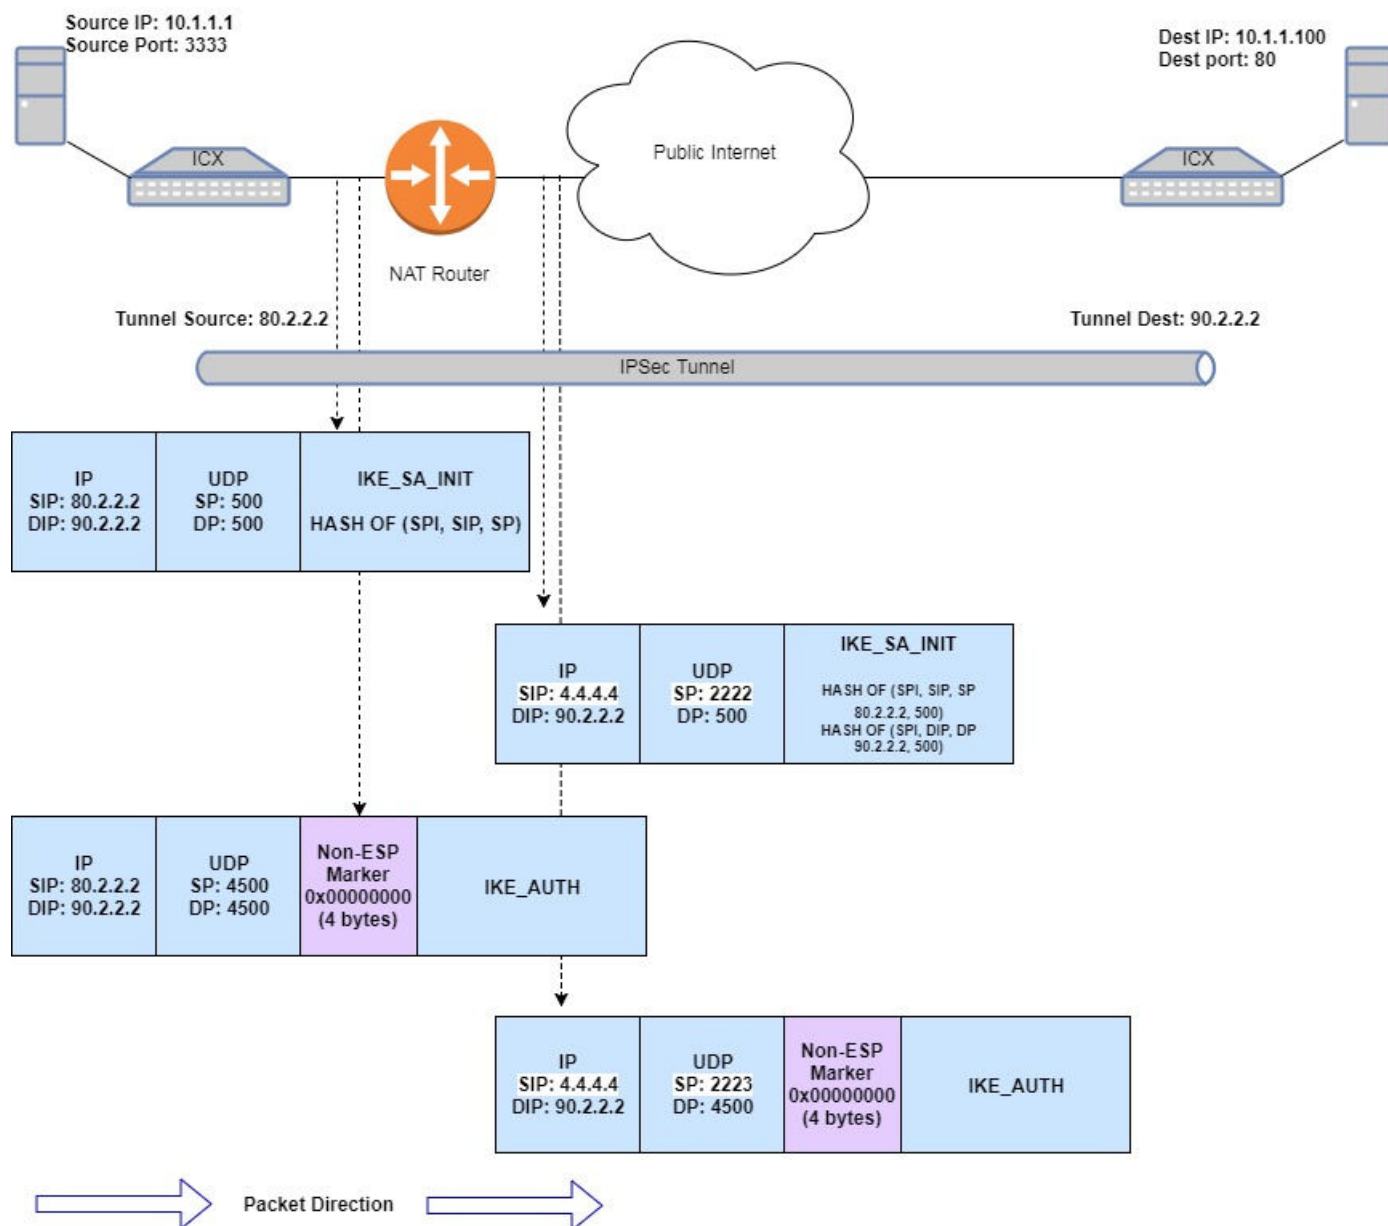 Source IP: 10.1.1.1
Source Port: 3333
Dest IP: 10.1.1.100
Dest port: 80
ICX
Public Internet
ICX
NAT Router
Tunnel Source: 80.2.2.2
Tunnel Dest: 90.2.2.2
IPSec Tunnel
IP
SIP: 80.2.2.2
DIP: 90.2.2.2
UDP
SP: 500
DP: 500
IKE_SA_INIT
HASH OF (SPI, SIP, SP)
IP
SIP: 4.4.4.4
DIP: 90.2.2.2
UDP
SP: 2222
DP: 500
IKE_SA_INIT
HASH OF (SPI, SIP, SP
80.2.2.2, 500)
HASH OF (SPI, DIP, DP
90.2.2.2, 500)
IP
SIP: 80.2.2.2
DIP: 90.2.2.2
UDP
SP: 4500
DP: 4500
Non-ESP
Marker
0x00000000
(4 bytes)
IKE_AUTH
IP
SIP: 4.4.4.4
DIP: 90.2.2.2
UDP
SP: 2223
DP: 4500
Non-ESP
Marker
0x00000000
(4 bytes)
IKE_AUTH
Packet Direction